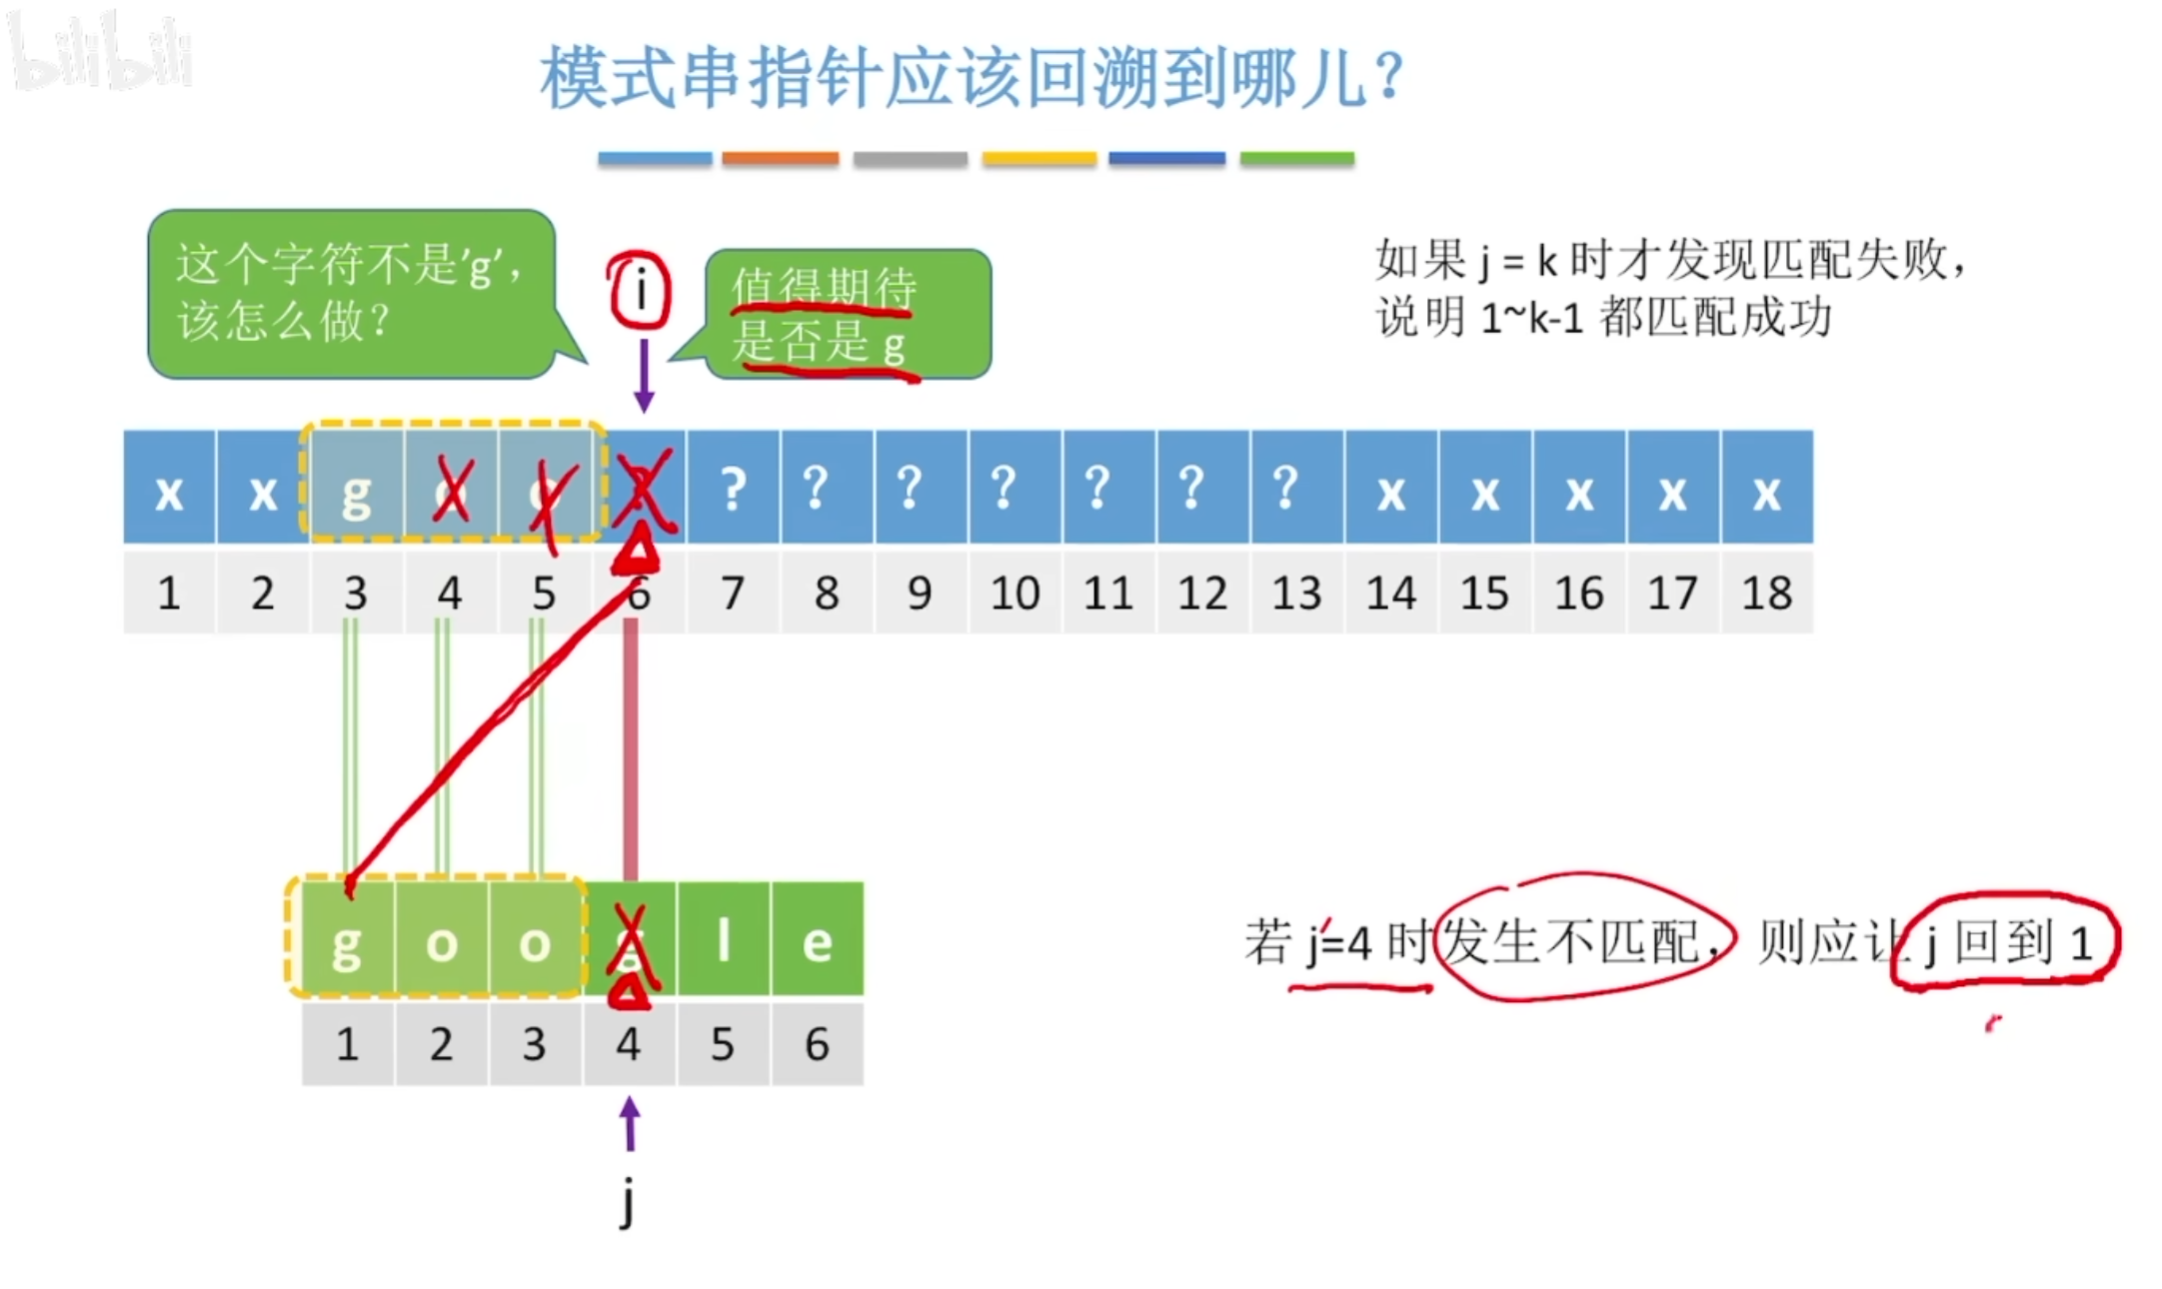 bilibili
模式串指针应该回溯到哪儿？
这个字符不是'g'，
该怎么做？
i
值得期待
是否是 g
如果 j = k 时才发现匹配失败，
说明 1~k-1 都匹配成功
x x g o o ? ? ? ? ? ? ? x x x x x
1 2 3 4 5 6 7 8 9 10 11 12 13 14 15 16 17 18
g o o g l e
1 2 3 4 5 6
j
若 j=4 时发生不匹配，则应让 j 回到 1